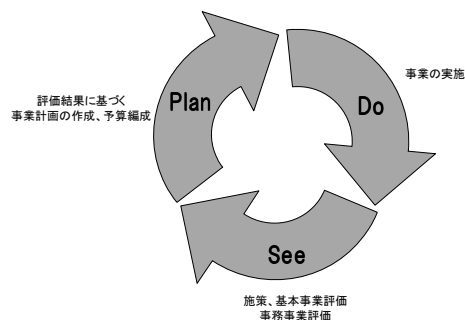 評価結果に基づく
事業計画の作成、予算編成
Plan
Do
事業の実施
See
施策、基本事業評価
事務事業評価